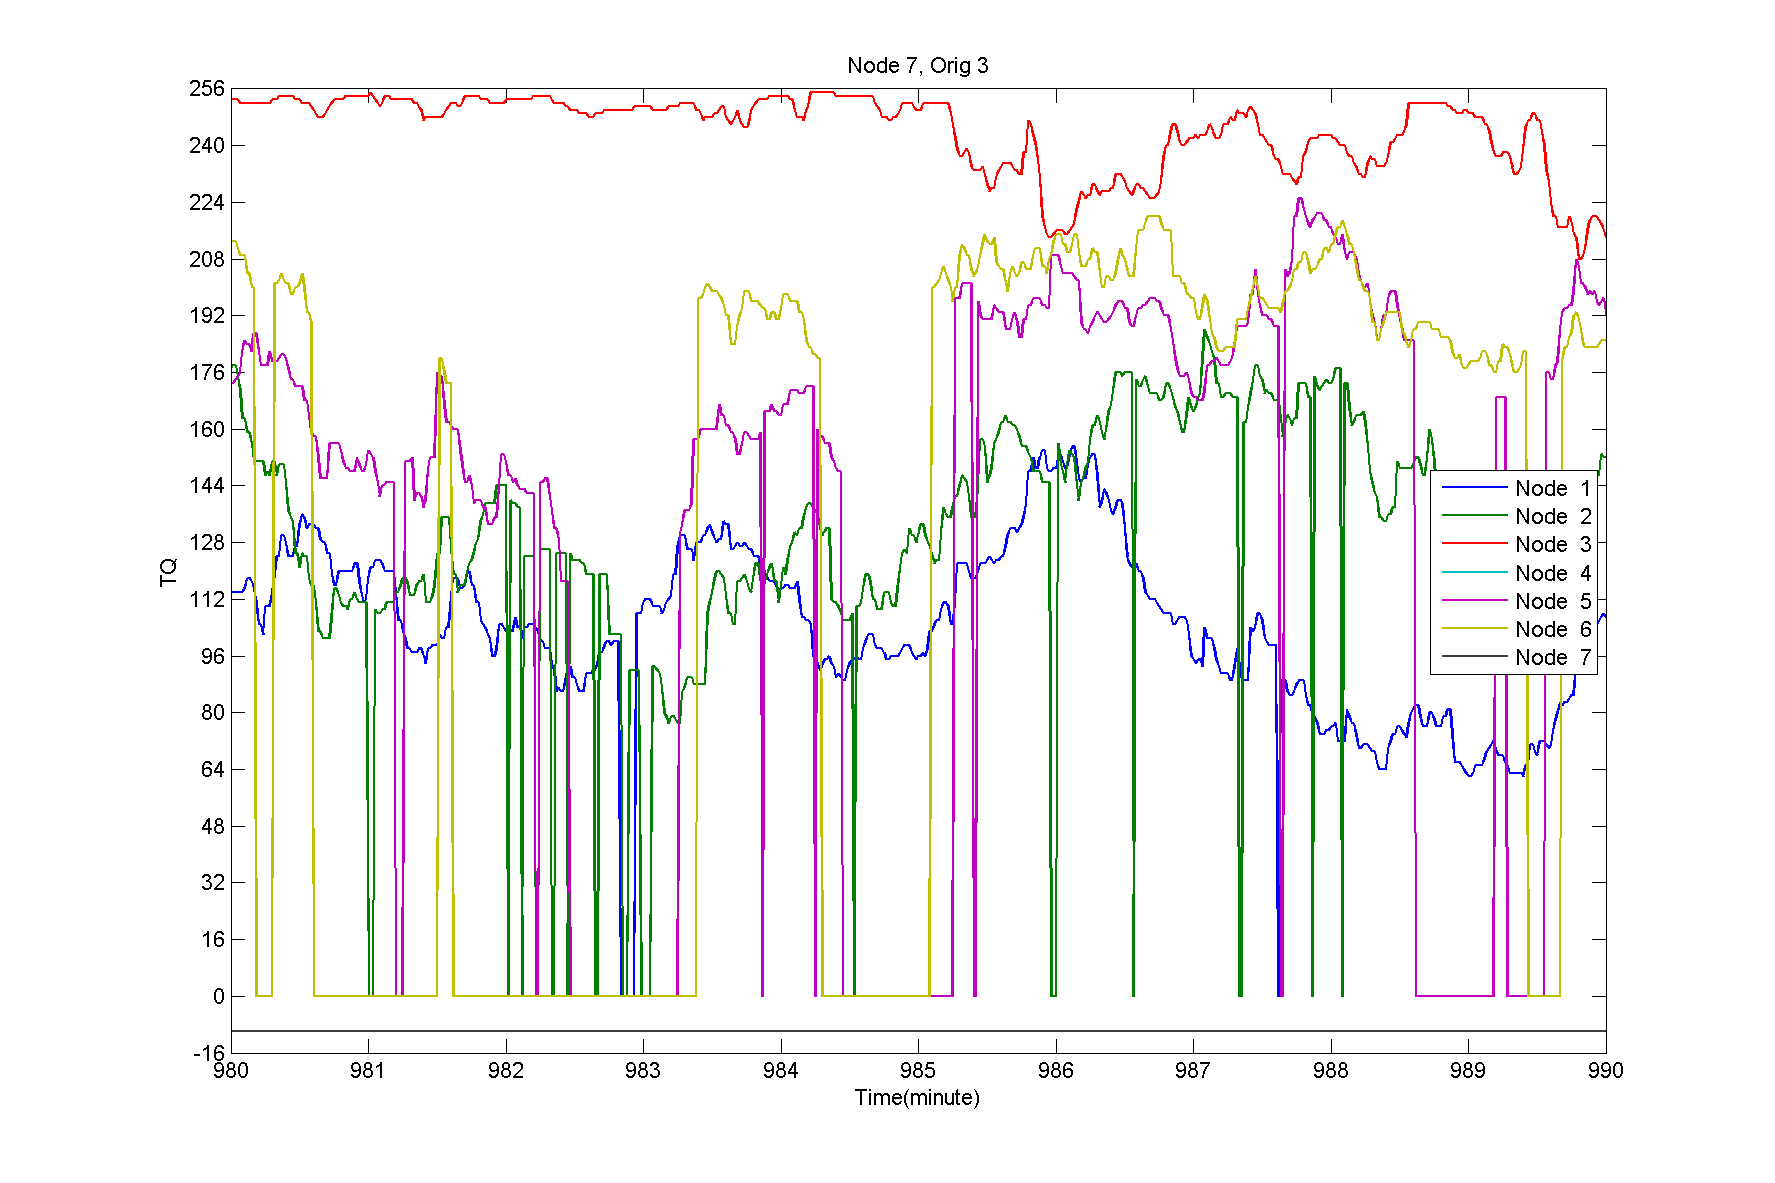 Node 7, Orig 3
256
240
224
208
192
176
160
144
128
112
96
80
64
48
32
16
0
-16
TQ
Node 1
Node 2
Node 3
Node 4
Node 5
Node 6
Node 7
980 981 982 983 984 985 986 987 988 989 990
Time(minute)